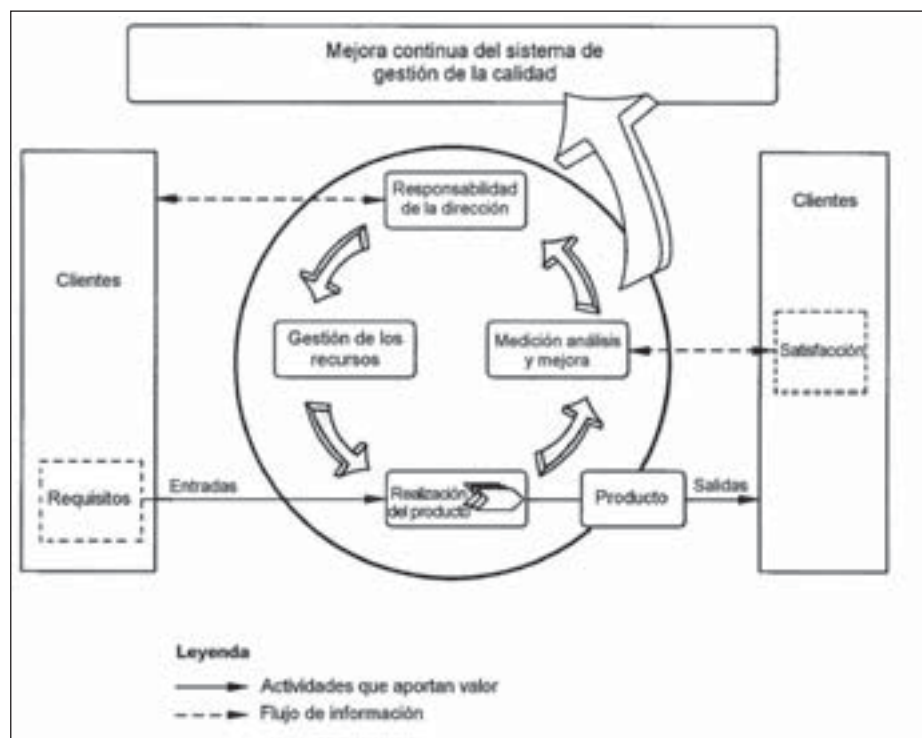 Mejora continua del sistema de
gestión de la calidad
Responsabilidad
de la dirección
Clientes
Clientes
Gestión de los
recursos
Medición análisis
y mejora
Satisfacción
Requisitos
Entradas
Realización
del producto
Producto
Salidas
Leyenda
Actividades que aportan valor
Flujo de información